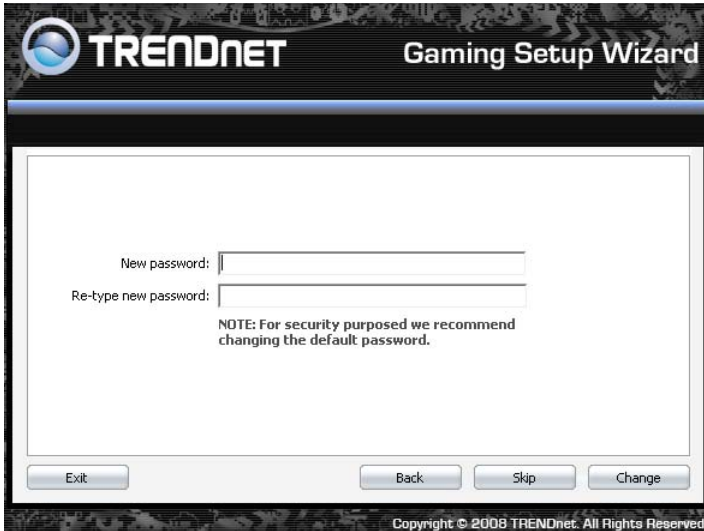 TRENDNET
Gaming Setup Wizard
New password:
Re-type new password:
NOTE: For security purposed we recommend
changing the default password.
Exit
Back
Skip
Change
Copyright © 2008 TRENDnet. All Rights Reserved